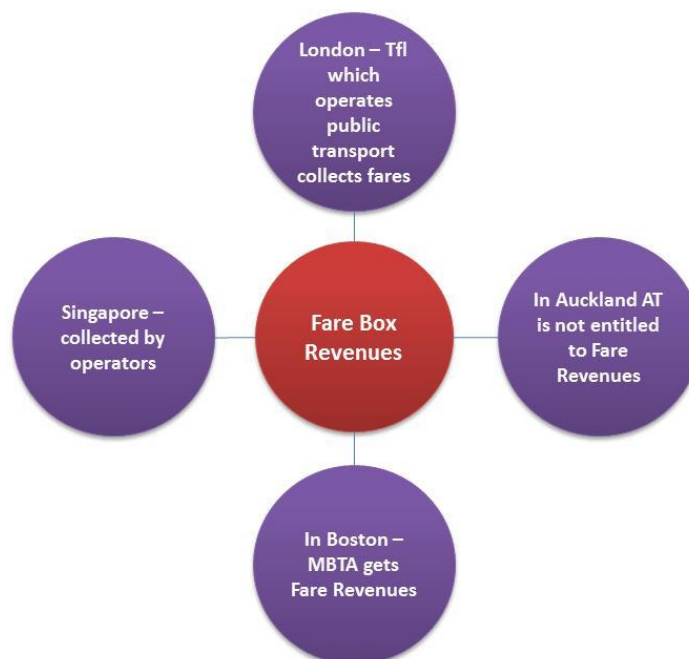 London – Tfl
which
operates
public
transport
collects fares
Singapore –
collected by
operators
Fare Box
Revenues
In Auckland AT
is not entitled
to Fare
Revenues
In Boston –
MBTA gets
Fare Revenues